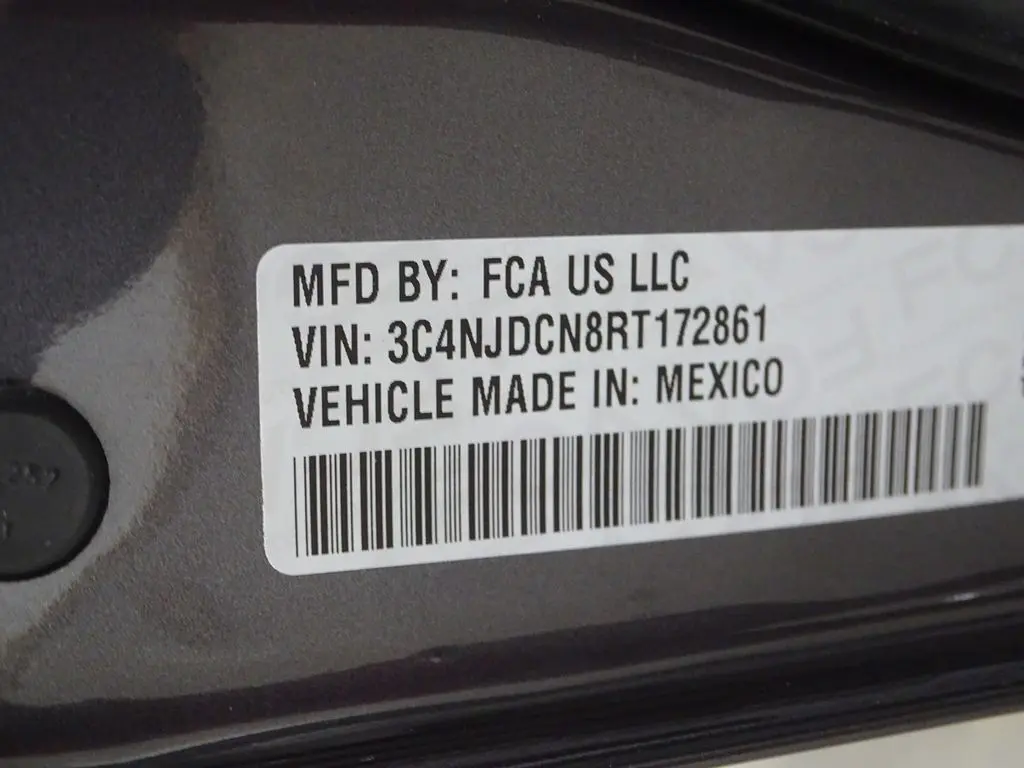 MFD BY: FCA US LLC
VIN: 3C4NJDCN8RT172861
VEHICLE MADE IN: MEXICO